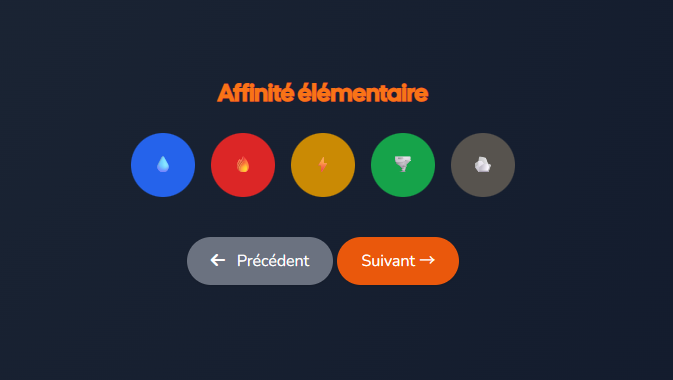 Affinité élémentaire
← Précédent
Suivant →